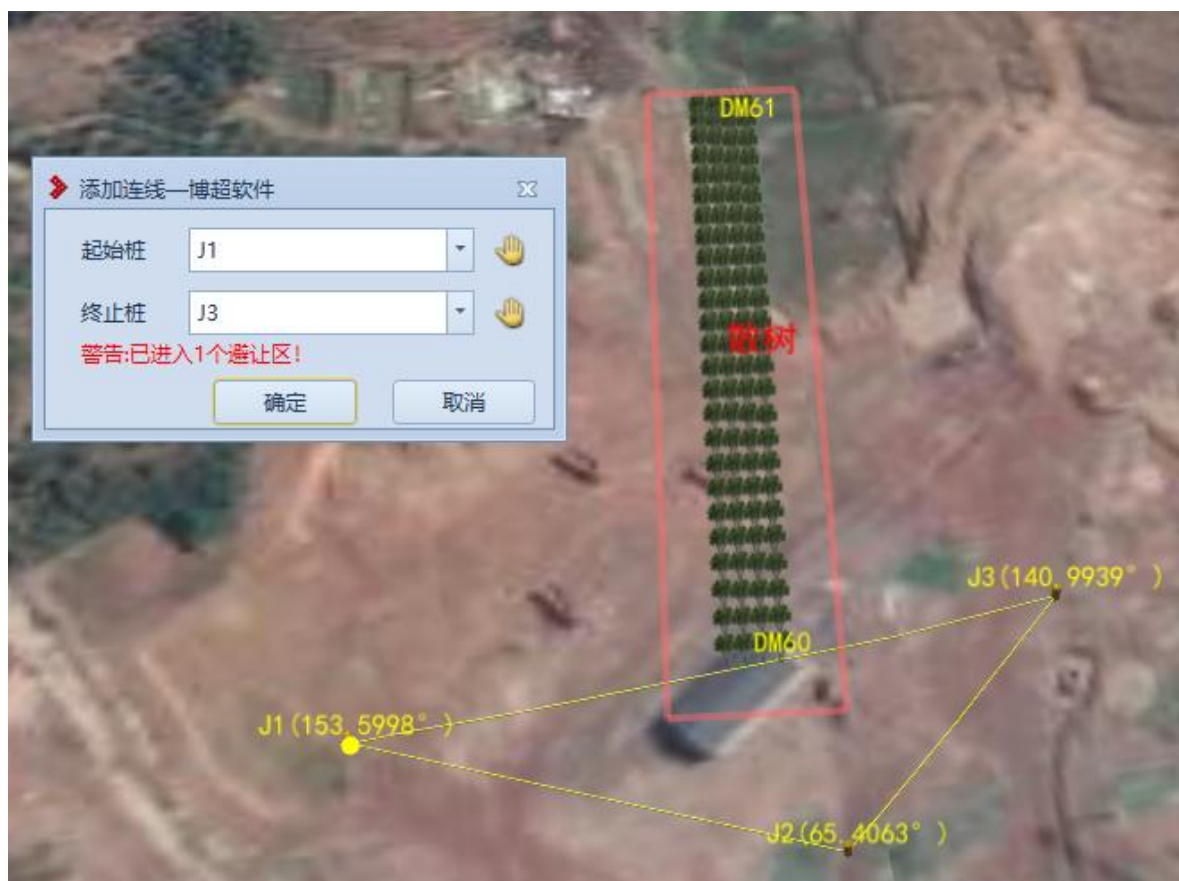 DM61
添加连线—博超软件
起始桩 J1
终止桩 J3
警告:已进入1个避让区!
确定 取消
散树
J3(140.9939°)
DM60
J1(153.5998°)
J2(65.4063°)